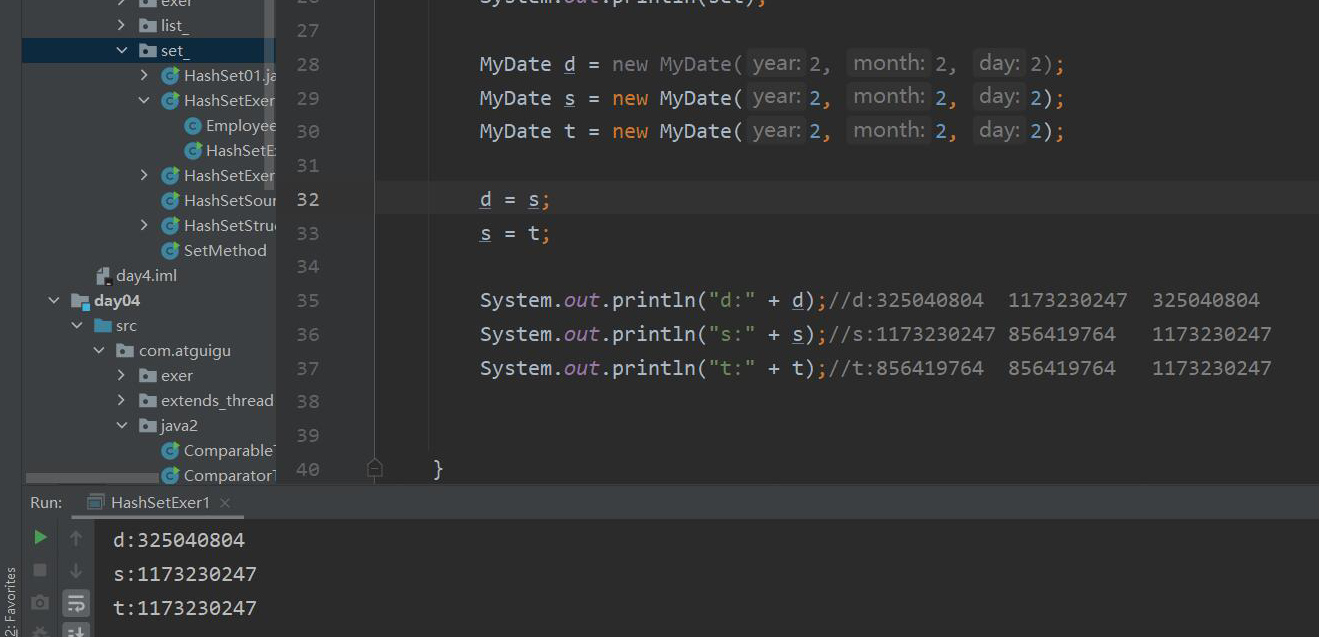 exer
list_
set_
HashSet01.ja
HashSetExer
Employee
HashSetE
HashSetExer
HashSetSour
HashSetStru
SetMethod
day4.iml
day04
src
com.atguigu
exer
extends_thread
java2
Comparable
Comparator
26 System.out.println(set);
27
28 MyDate d = new MyDate( year: 2, month: 2, day: 2);
29 MyDate s = new MyDate( year: 2, month: 2, day: 2);
30 MyDate t = new MyDate( year: 2, month: 2, day: 2);
31
32 d = s;
33 s = t;
34
35 System.out.println("d:" + d);//d:325040804 1173230247 325040804
36 System.out.println("s:" + s);//s:1173230247 856419764 1173230247
37 System.out.println("t:" + t);//t:856419764 856419764 1173230247
38
39
40 }
Run: HashSetExer1 ×
d:325040804
s:1173230247
t:1173230247
2: Favorites